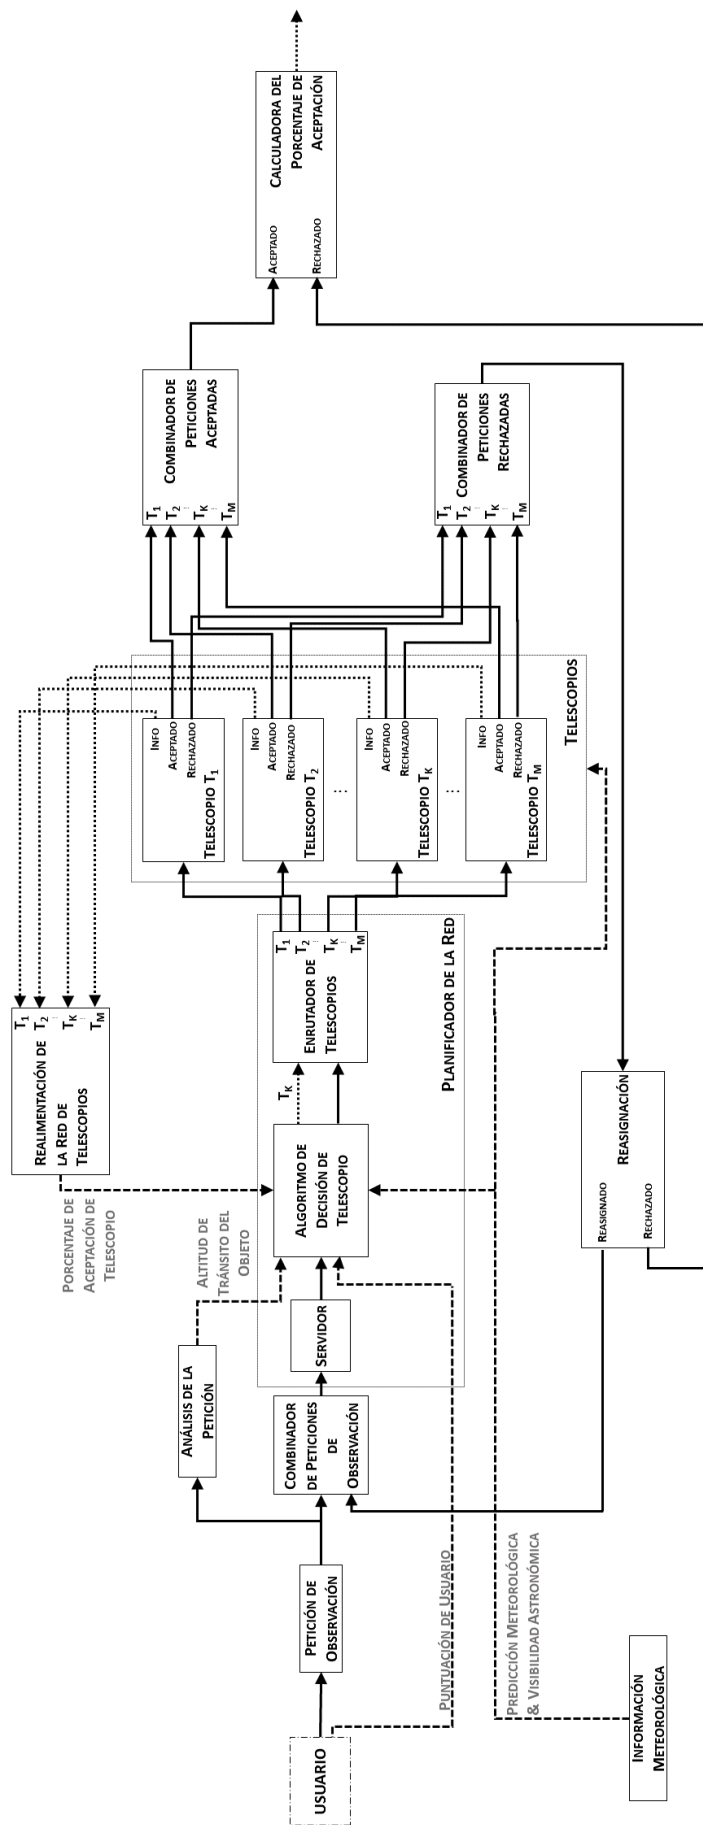 USUARIO
PETICIÓN DE
OBSERVACIÓN
ANÁLISIS DE LA
PETICIÓN
COMBINADOR
DE PETICIONES
DE
OBSERVACIÓN
SERVIDOR
PUNTUACIÓN DE USUARIO
PREDICCIÓN METEOROLÓGICA
& VISIBILIDAD ASTRONÓMICA
INFORMACIÓN
METEOROLÓGICA
ALTITUD DE
TRÁNSITO DEL
OBJETO
PORCENTAJE DE
ACEPTACIÓN DE
TELESCOPIO
ALGORITMO DE
DECISIÓN DE
TELESCOPIO
TK
ENRUTADOR DE
TELESCOPIOS
T1
T2
⋮
TK
⋮
TM
PLANIFICADOR DE LA RED
REALIMENTACIÓN DE
LA RED DE
TELESCOPIOS
T1
T2
⋮
TK
⋮
TM
INFO
ACEPTADO
RECHAZADO
TELESCOPIO T1
INFO
ACEPTADO
RECHAZADO
TELESCOPIO T2
...
INFO
ACEPTADO
RECHAZADO
TELESCOPIO TK
...
INFO
ACEPTADO
RECHAZADO
TELESCOPIO TM
TELESCOPIOS
REASIGNADO
REASIGNACIÓN
RECHAZADO
T1
T2
⋮
TK
⋮
TM
COMBINADOR DE
PETICIONES
ACEPTADAS
T1
T2
⋮
TK
⋮
TM
COMBINADOR DE
PETICIONES
RECHAZADAS
ACEPTADO
RECHAZADO
CALCULADORA DEL
PORCENTAJE DE
ACEPTACIÓN